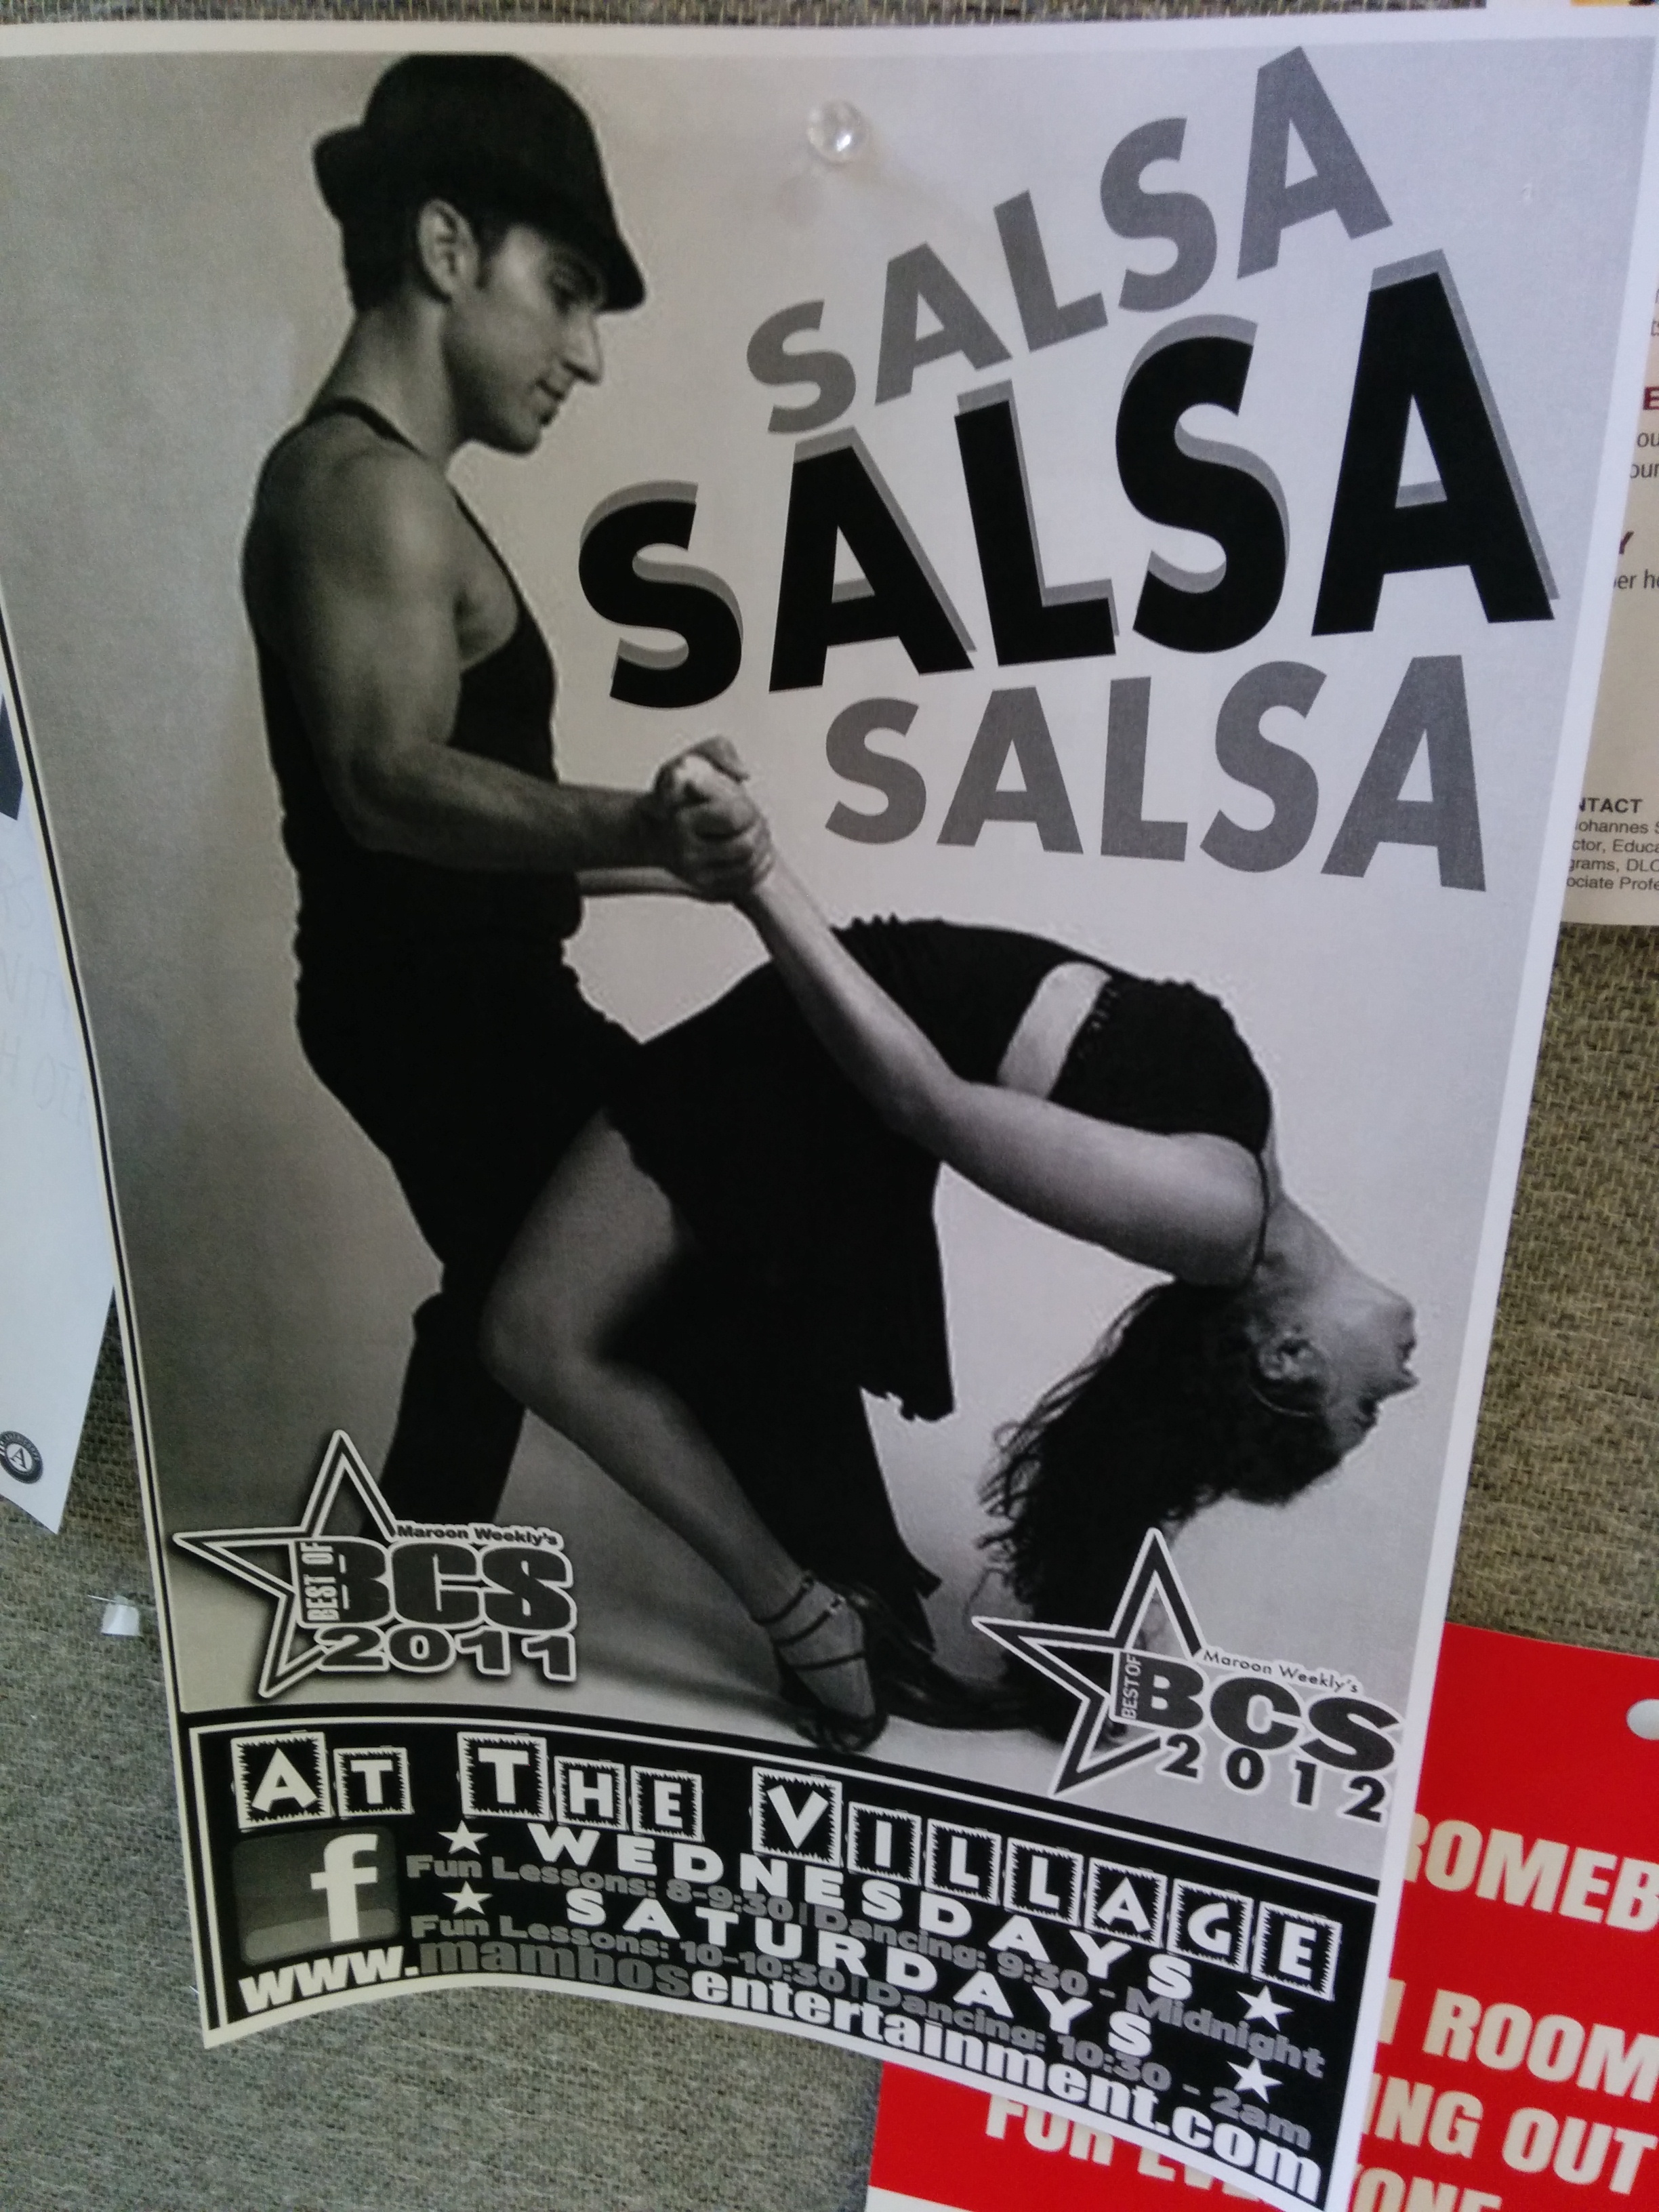 SALSA
SALSA
SALSA
Maroon Weekly's
BEST OF
BCS
2011
Maroon Weekly's
BEST OF
BCS
2012
AT THE VILLAGE
f
WEDNESDAYS
Fun Lessons: 8-9:30 | Dancing: 9:30 - Midnight
SATURDAYS
Fun Lessons: 10-10:30 | Dancing: 10:30 - 2am
www.mambosentertainment.com
ROOM
ING OUT